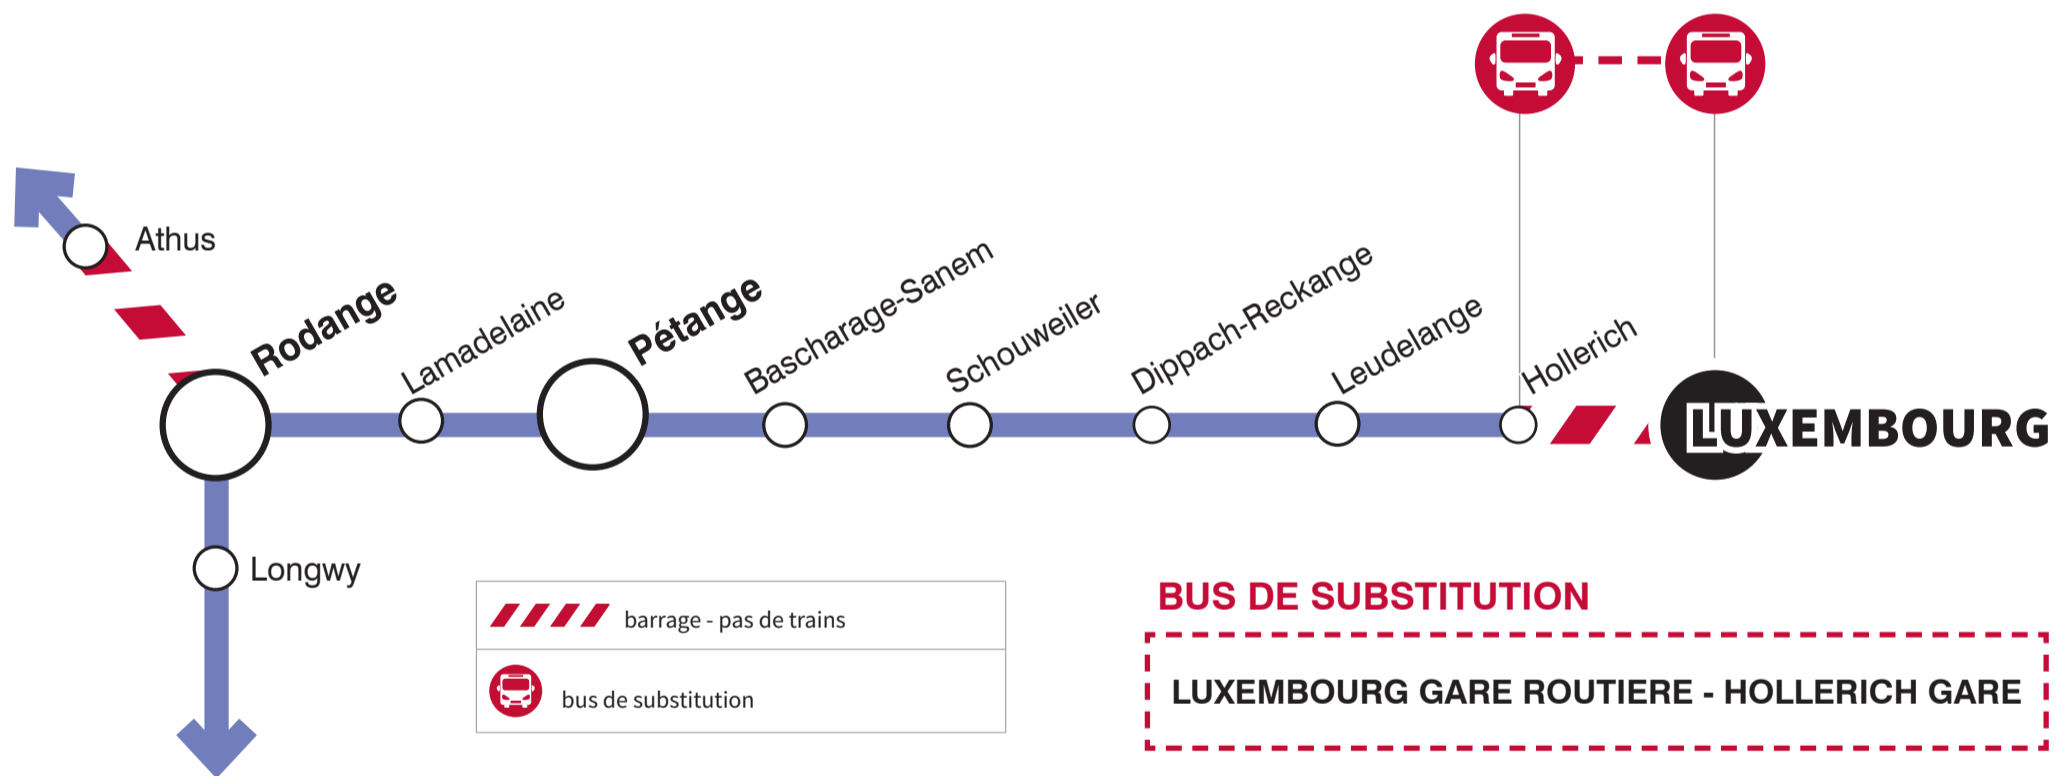 Athus
Rodange
Lamadelaine
Pétange
Bascharage-Sanem
Schouweiler
Dippach-Reckange
Leudelange
Hollerich
LUXEMBOURG
Longwy
barrage - pas de trains
bus de substitution
BUS DE SUBSTITUTION
LUXEMBOURG GARE ROUTIERE - HOLLERICH GARE